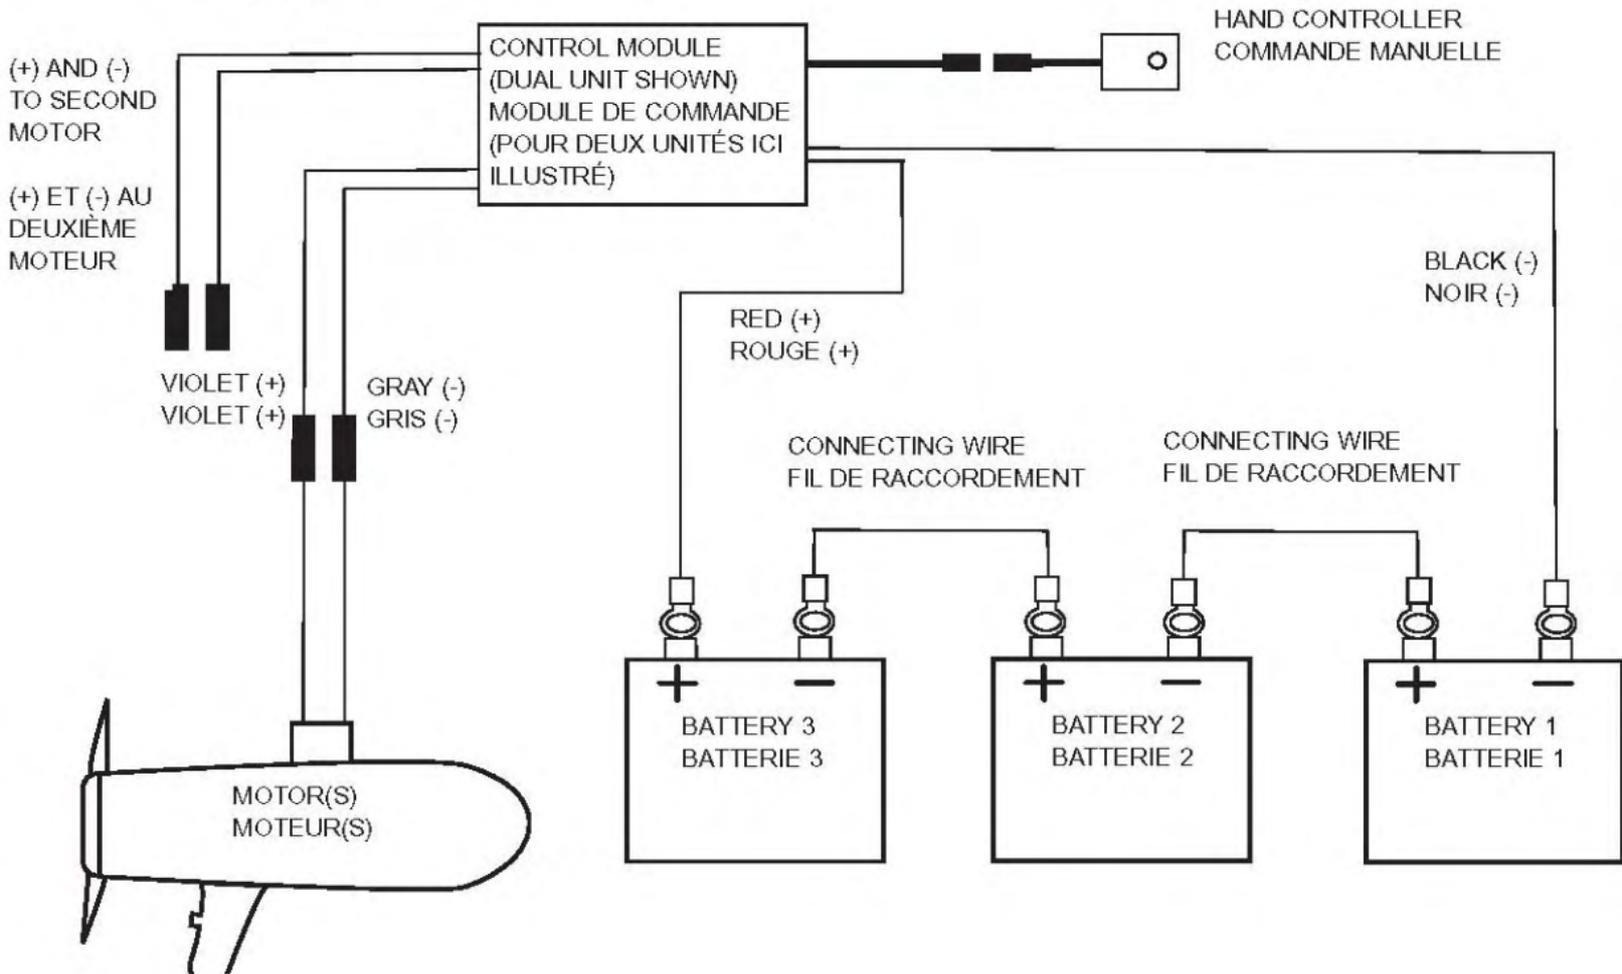 HAND CONTROLLER
COMMANDE MANUELLE
CONTROL MODULE
(DUAL UNIT SHOWN)
MODULE DE COMMANDE
(POUR DEUX UNITÉS ICI
ILLUSTRÉ)
(+) AND (-)
TO SECOND
MOTOR
(+) ET (-) AU
DEUXIÈME
MOTEUR
BLACK (-)
NOIR (-)
RED (+)
ROUGE (+)
VIOLET (+)
VIOLET (+)
GRAY (-)
GRIS (-)
CONNECTING WIRE
FIL DE RACCORDEMENT
CONNECTING WIRE
FIL DE RACCORDEMENT
+ −
BATTERY 3
BATTERIE 3
+ −
BATTERY 2
BATTERIE 2
+ −
BATTERY 1
BATTERIE 1
MOTOR(S)
MOTEUR(S)